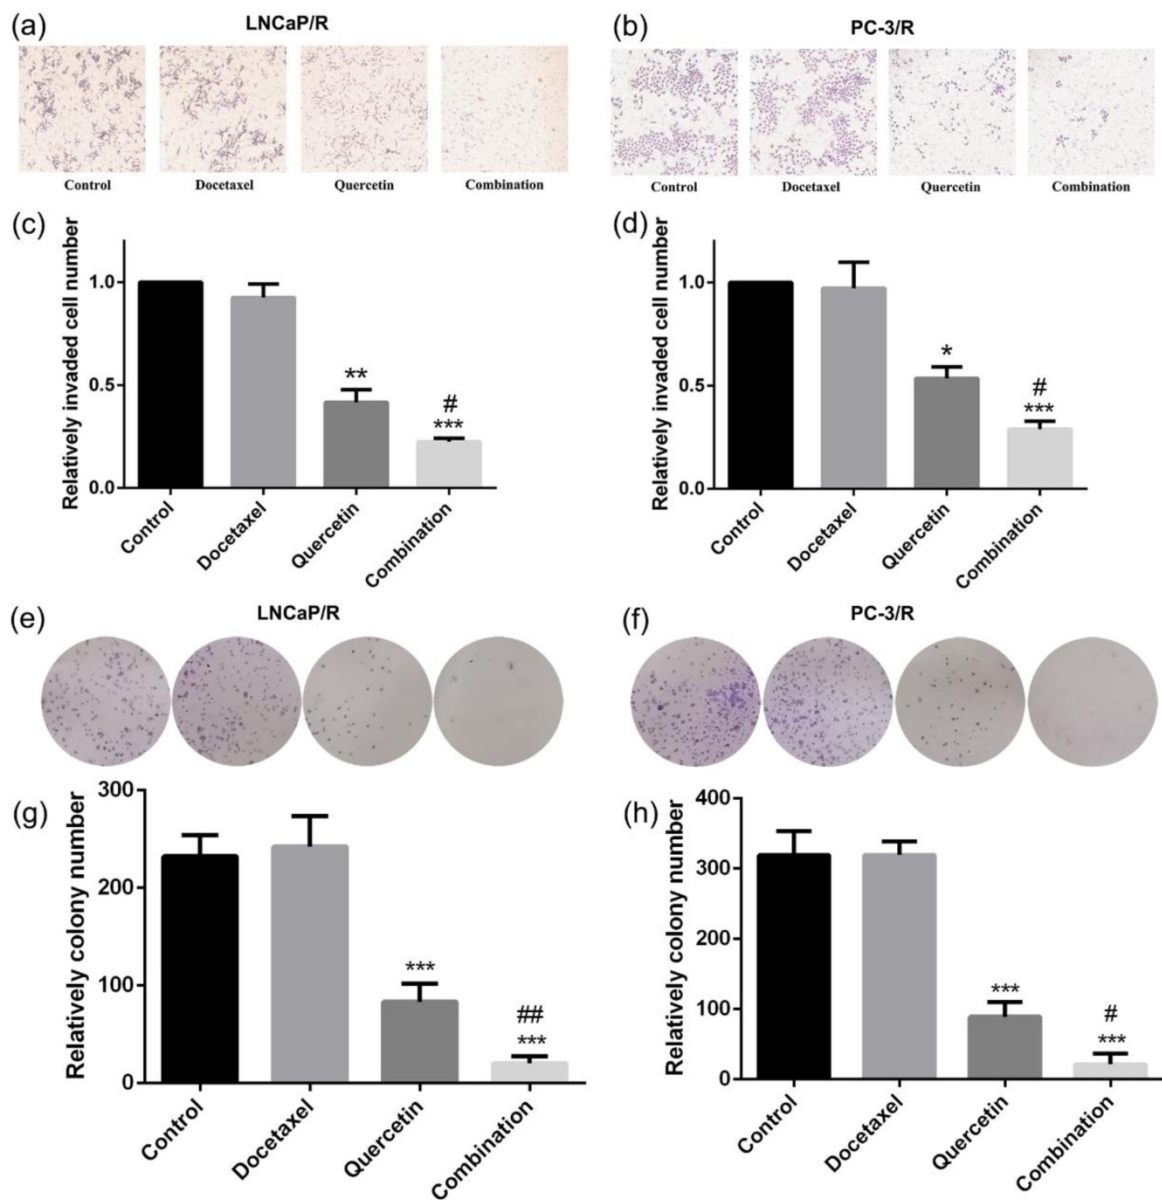 (a) LNCaP/R
(b) PC-3/R
Control Docetaxel Quercetin Combination
Control Docetaxel Quercetin Combination
(c)
Relatively invaded cell number
1.0
0.5
0.0
**
#
***
Control Docetaxel Quercetin Combination
(d)
Relatively invaded cell number
1.0
0.5
0.0
*
#
***
Control Docetaxel Quercetin Combination
(e) LNCaP/R
(f) PC-3/R
(g)
Relatively colony number
300
200
100
0
***
##
***
Control Docetaxel Quercetin Combination
(h)
Relatively colony number
400
300
200
100
0
***
#
***
Control Docetaxel Quercetin Combination